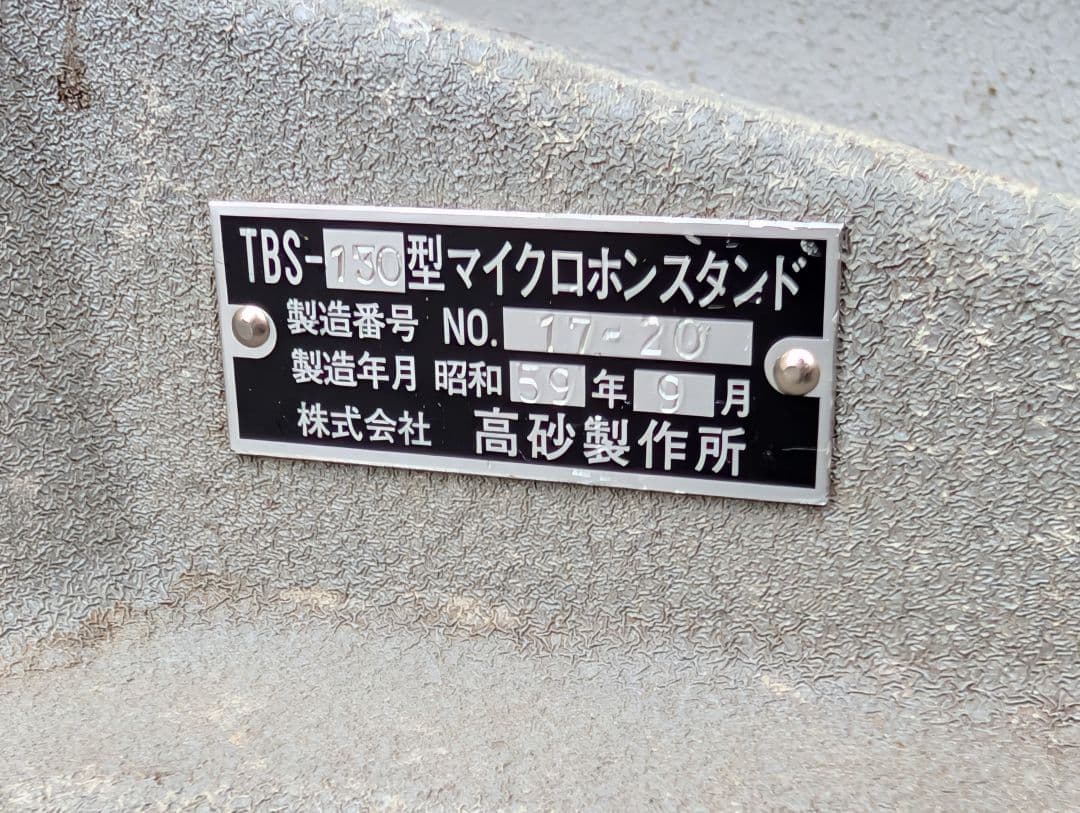 TBS-130型マイクロホンスタンド
製造番号 NO. 17-20
製造年月 昭和59年9月
株式会社 高砂製作所